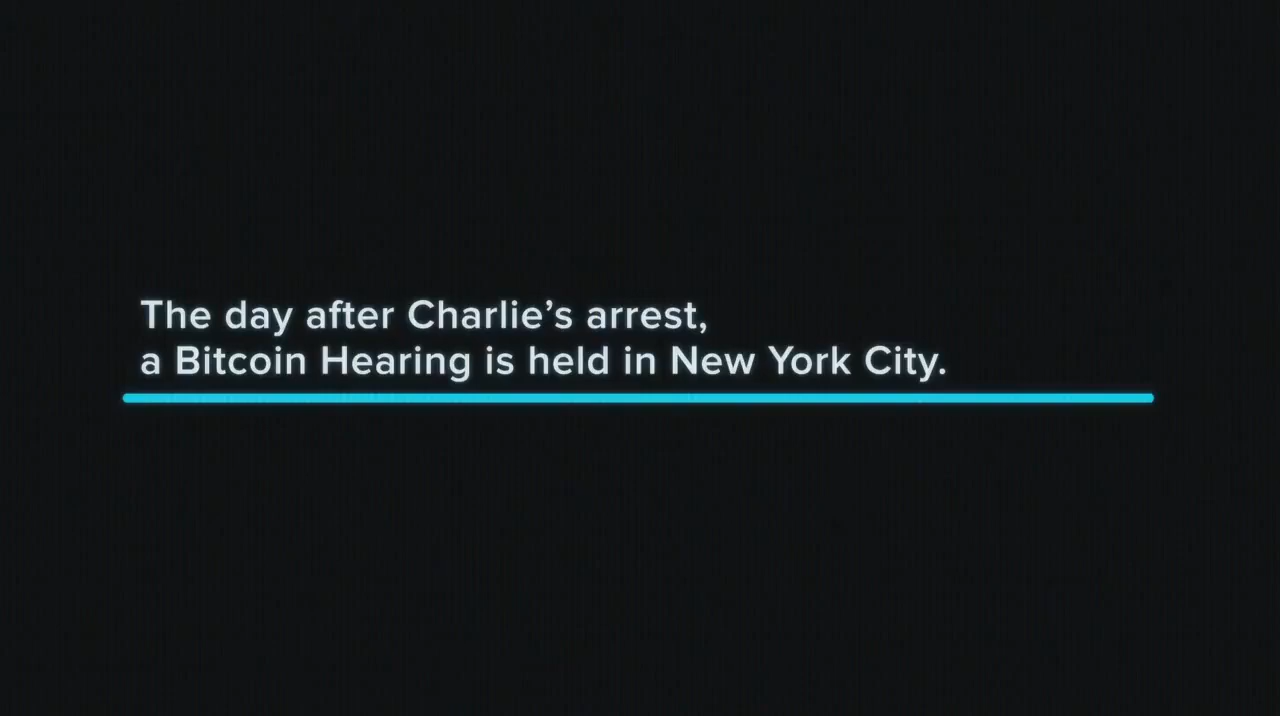 The day after Charlie’s arrest,
a Bitcoin Hearing is held in New York City.